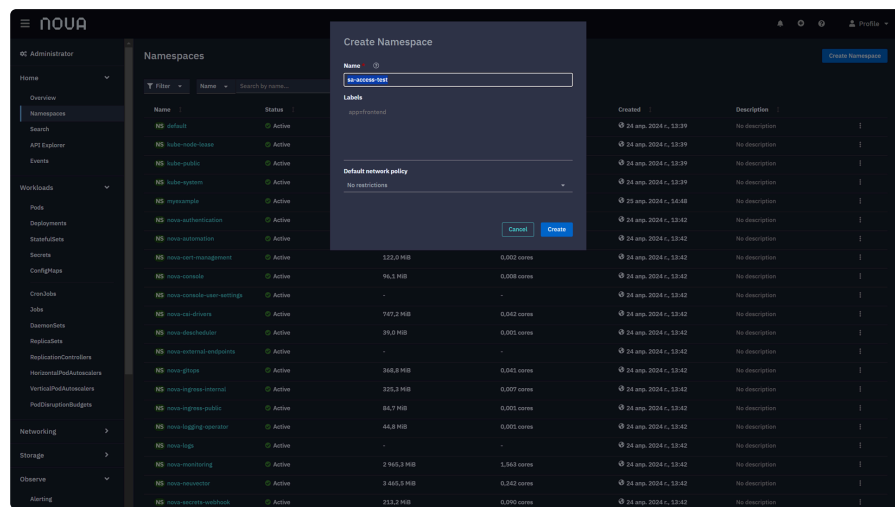 NOVA
Profile
Administrator
Home
Overview
Namespaces
Search
API Explorer
Events
Workloads
Pods
Deployments
StatefulSets
Secrets
ConfigMaps
CronJobs
Jobs
DaemonSets
ReplicaSets
ReplicationControllers
HorizontalPodAutoscalers
VerticalPodAutoscalers
PodDisruptionBudgets
Networking
Storage
Observe
Alerting
Namespaces
Create Namespace
Filter Name Search by name...
Name Status Created Description
NS default Active 24 апр. 2024 г., 13:39 No description
NS kube-node-lease Active 24 апр. 2024 г., 13:39 No description
NS kube-public Active 24 апр. 2024 г., 13:39 No description
NS kube-system Active 24 апр. 2024 г., 13:39 No description
NS myexample Active 25 апр. 2024 г., 14:48 No description
NS nova-authentication Active 24 апр. 2024 г., 13:42 No description
NS nova-automation Active 24 апр. 2024 г., 13:42 No description
NS nova-cert-management Active 122,0 MiB 0,002 cores 24 апр. 2024 г., 13:42 No description
NS nova-console Active 96,1 MiB 0,008 cores 24 апр. 2024 г., 13:42 No description
NS nova-console-user-settings Active - - 24 апр. 2024 г., 13:42 No description
NS nova-csi-drivers Active 747,2 MiB 0,042 cores 24 апр. 2024 г., 13:42 No description
NS nova-descheduler Active 39,0 MiB 0,001 cores 24 апр. 2024 г., 13:42 No description
NS nova-external-endpoints Active - - 24 апр. 2024 г., 13:42 No description
NS nova-gitops Active 368,8 MiB 0,041 cores 24 апр. 2024 г., 13:42 No description
NS nova-ingress-internal Active 325,3 MiB 0,007 cores 24 апр. 2024 г., 13:42 No description
NS nova-ingress-public Active 84,7 MiB 0,001 cores 24 апр. 2024 г., 13:42 No description
NS nova-logging-operator Active 44,8 MiB 0,001 cores 24 апр. 2024 г., 13:42 No description
NS nova-logs Active - - 24 апр. 2024 г., 13:42 No description
NS nova-monitoring Active 2 965,3 MiB 1,563 cores 24 апр. 2024 г., 13:42 No description
NS nova-neuvector Active 3 465,5 MiB 0,242 cores 24 апр. 2024 г., 13:42 No description
NS nova-secrets-webhook Active 213,2 MiB 0,090 cores 24 апр. 2024 г., 13:42 No description
Create Namespace
Name
sa-access-test
Labels
app=frontend
Default network policy
No restrictions
Cancel Create